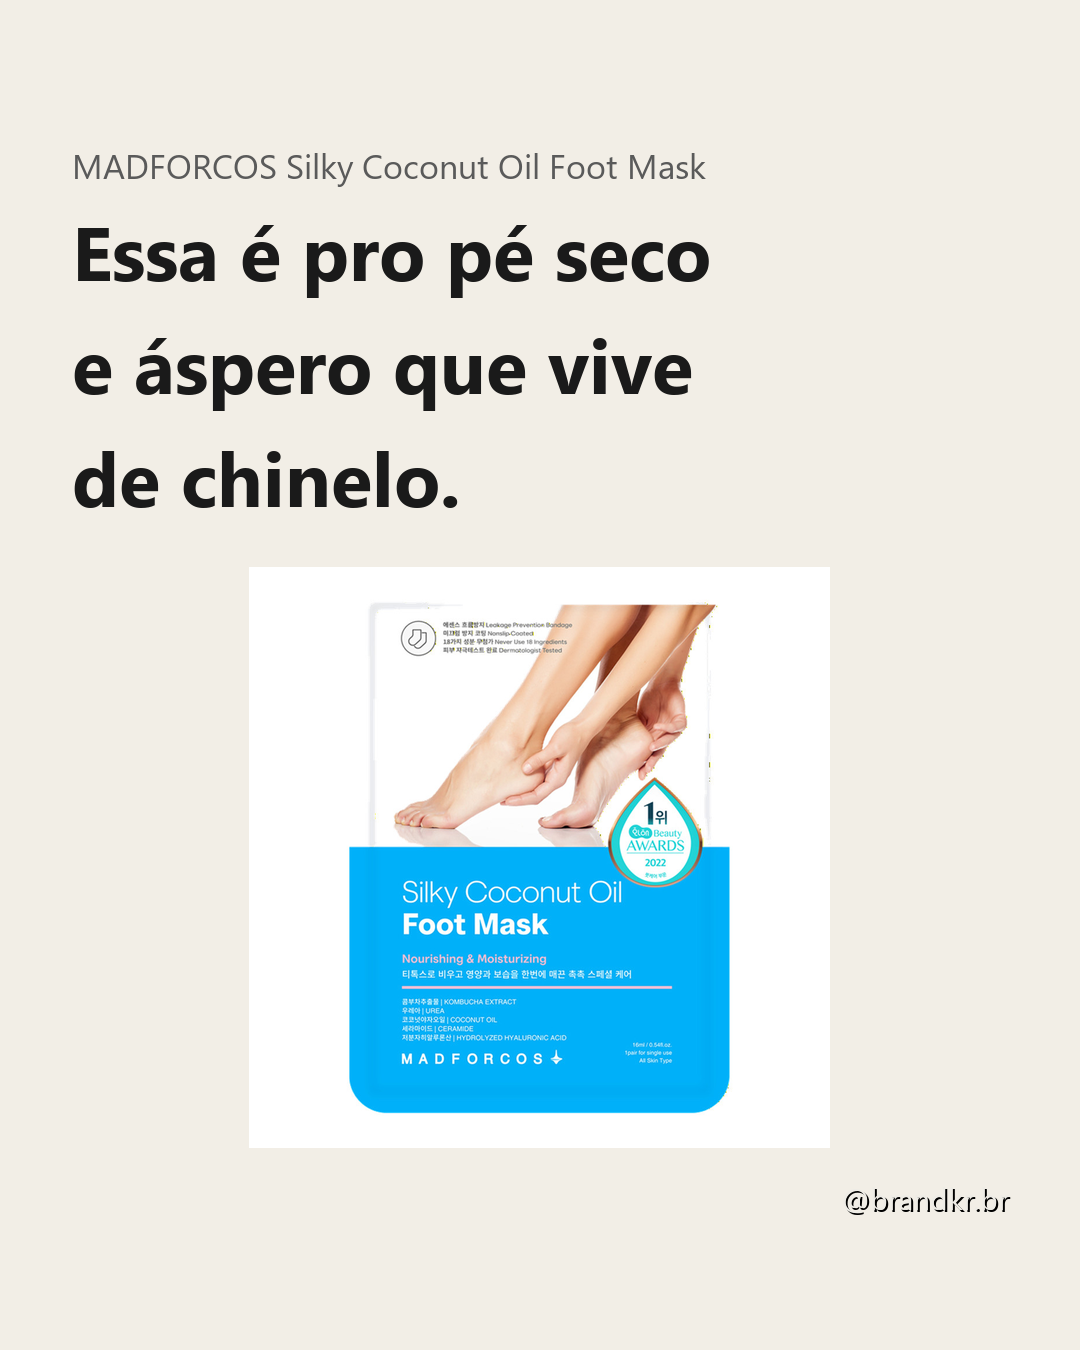 MADFORCOS Silky Coconut Oil Foot Mask
Essa é pro pé seco
e áspero que vive
de chinelo.
에센스 흐름방지 Leakage Prevention Bandage
미끄럼 방지 코팅 Nonslip-Coated
18가지 성분 무첨가 Never Use 18 Ingredients
피부 자극테스트 완료 Dermatologist Tested
1위
Qlón Beauty
AWARDS
2022
Silky Coconut Oil
Foot Mask
Nourishing & Moisturizing
티톡스로 비우고 영양과 보습을 한번에 매끈 촉촉 스페셜 케어
콤부차추출물 | KOMBUCHA EXTRACT
우레아 | UREA
코코넛야자오일 | COCONUT OIL
세라마이드 | CERAMIDE
저분자히알루론산 | HYDROLYZED HYALURONIC ACID
16ml / 0.54fl.oz.
1pair for single use
All Skin Type
MADFORCOS
@brandkr.br